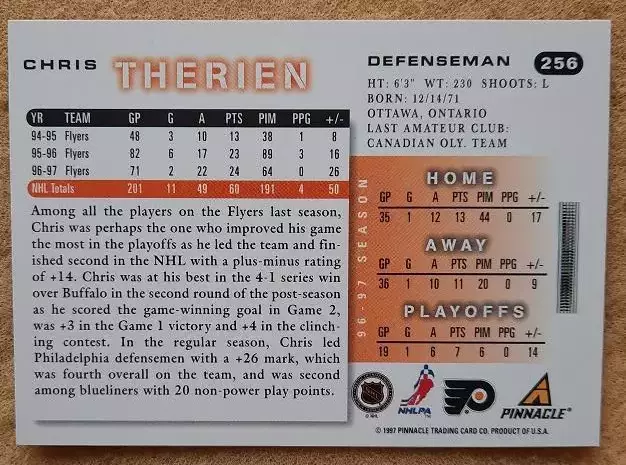 CHRIS THERIEN
DEFENSEMAN 256
HT: 6'3" WT: 230 SHOOTS: L
BORN: 12/14/71
OTTAWA, ONTARIO
LAST AMATEUR CLUB:
CANADIAN OLY. TEAM
YR TEAM GP G A PTS PIM PPG +/-
94-95 Flyers 48 3 10 13 38 0 8
95-96 Flyers 82 6 17 23 89 3 16
96-97 Flyers 71 2 22 24 64 0 26
NHL Totals 201 11 49 60 191 4 50
Among all the players on the Flyers last season,
Chris was perhaps the one who improved his game
the most in the playoffs as he led the team and fin-
ished second in the NHL with a plus-minus rating
of +14. Chris was at his best in the 4-1 series win
over Buffalo in the second round of the post-season
as he scored the game-winning goal in Game 2,
was +3 in the Game 1 victory and +4 in the clinch-
ing contest. In the regular season, Chris led
Philadelphia defensemen with a +26 mark, which
was fourth overall on the team, and was second
among blueliners with 20 non-power play points.
96-97 SEASON
HOME
GP G A PTS PIM PPG +/-
35 1 12 13 44 0 17
AWAY
GP G A PTS PIM PPG +/-
36 1 10 11 20 0 9
PLAYOFFS
GP G A PTS PIM PPG +/-
19 1 6 7 6 0 14
NHL
© NHL
NHLPA
PINNACLE
© 1997 PINNACLE TRADING CARD CO. PRODUCT OF U.S.A.